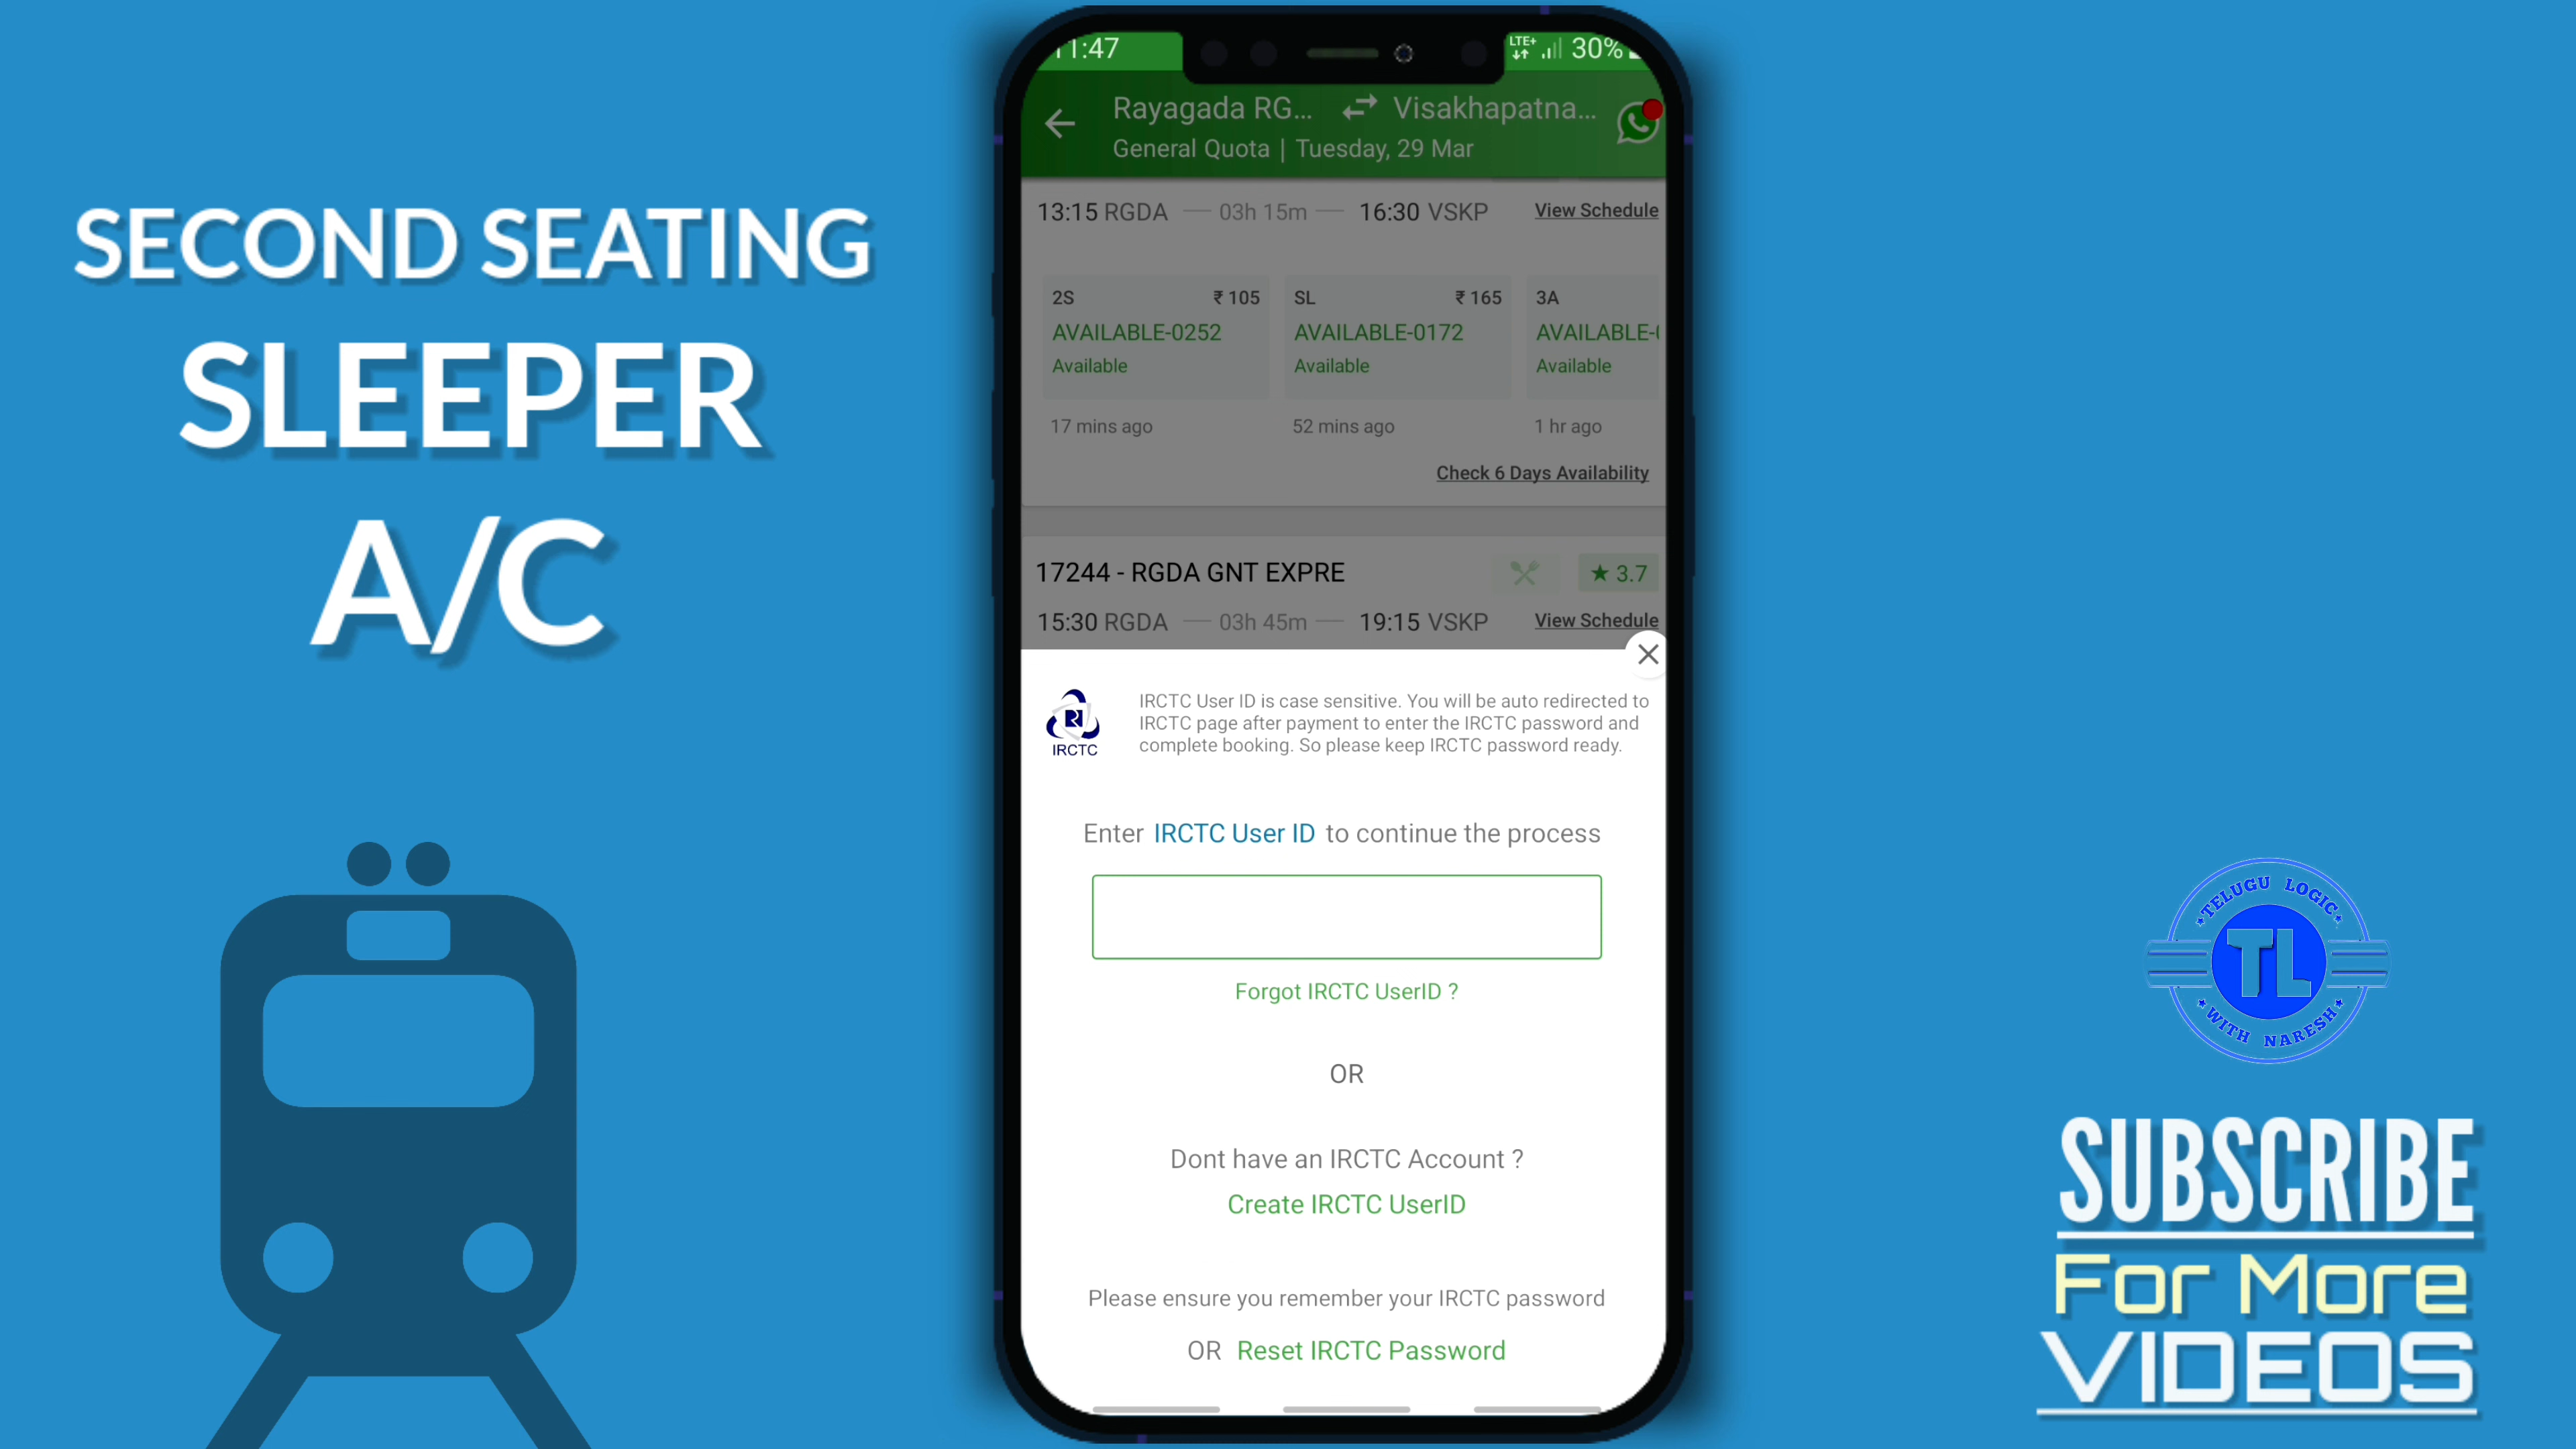 SECOND SEATING
SLEEPER
A/C
11:47
LTE+ 30%
Rayagada RG... Visakhapatna...
General Quota | Tuesday, 29 Mar
13:15 RGDA 03h 15m 16:30 VSKP View Schedule
2S ₹ 105 SL ₹ 165 3A
AVAILABLE-0252 AVAILABLE-0172 AVAILABLE-
Available Available Available
17 mins ago 52 mins ago 1 hr ago
Check 6 Days Availability
17244 - RGDA GNT EXPRE ★ 3.7
15:30 RGDA 03h 45m 19:15 VSKP View Schedule
IRCTC
IRCTC User ID is case sensitive. You will be auto redirected to
IRCTC page after payment to enter the IRCTC password and
complete booking. So please keep IRCTC password ready.
Enter IRCTC User ID to continue the process
Forgot IRCTC UserID ?
OR
Dont have an IRCTC Account ?
Create IRCTC UserID
Please ensure you remember your IRCTC password
OR Reset IRCTC Password
TELUGU LOGIC
TL
WITH NARESH
SUBSCRIBE
For More
VIDEOS